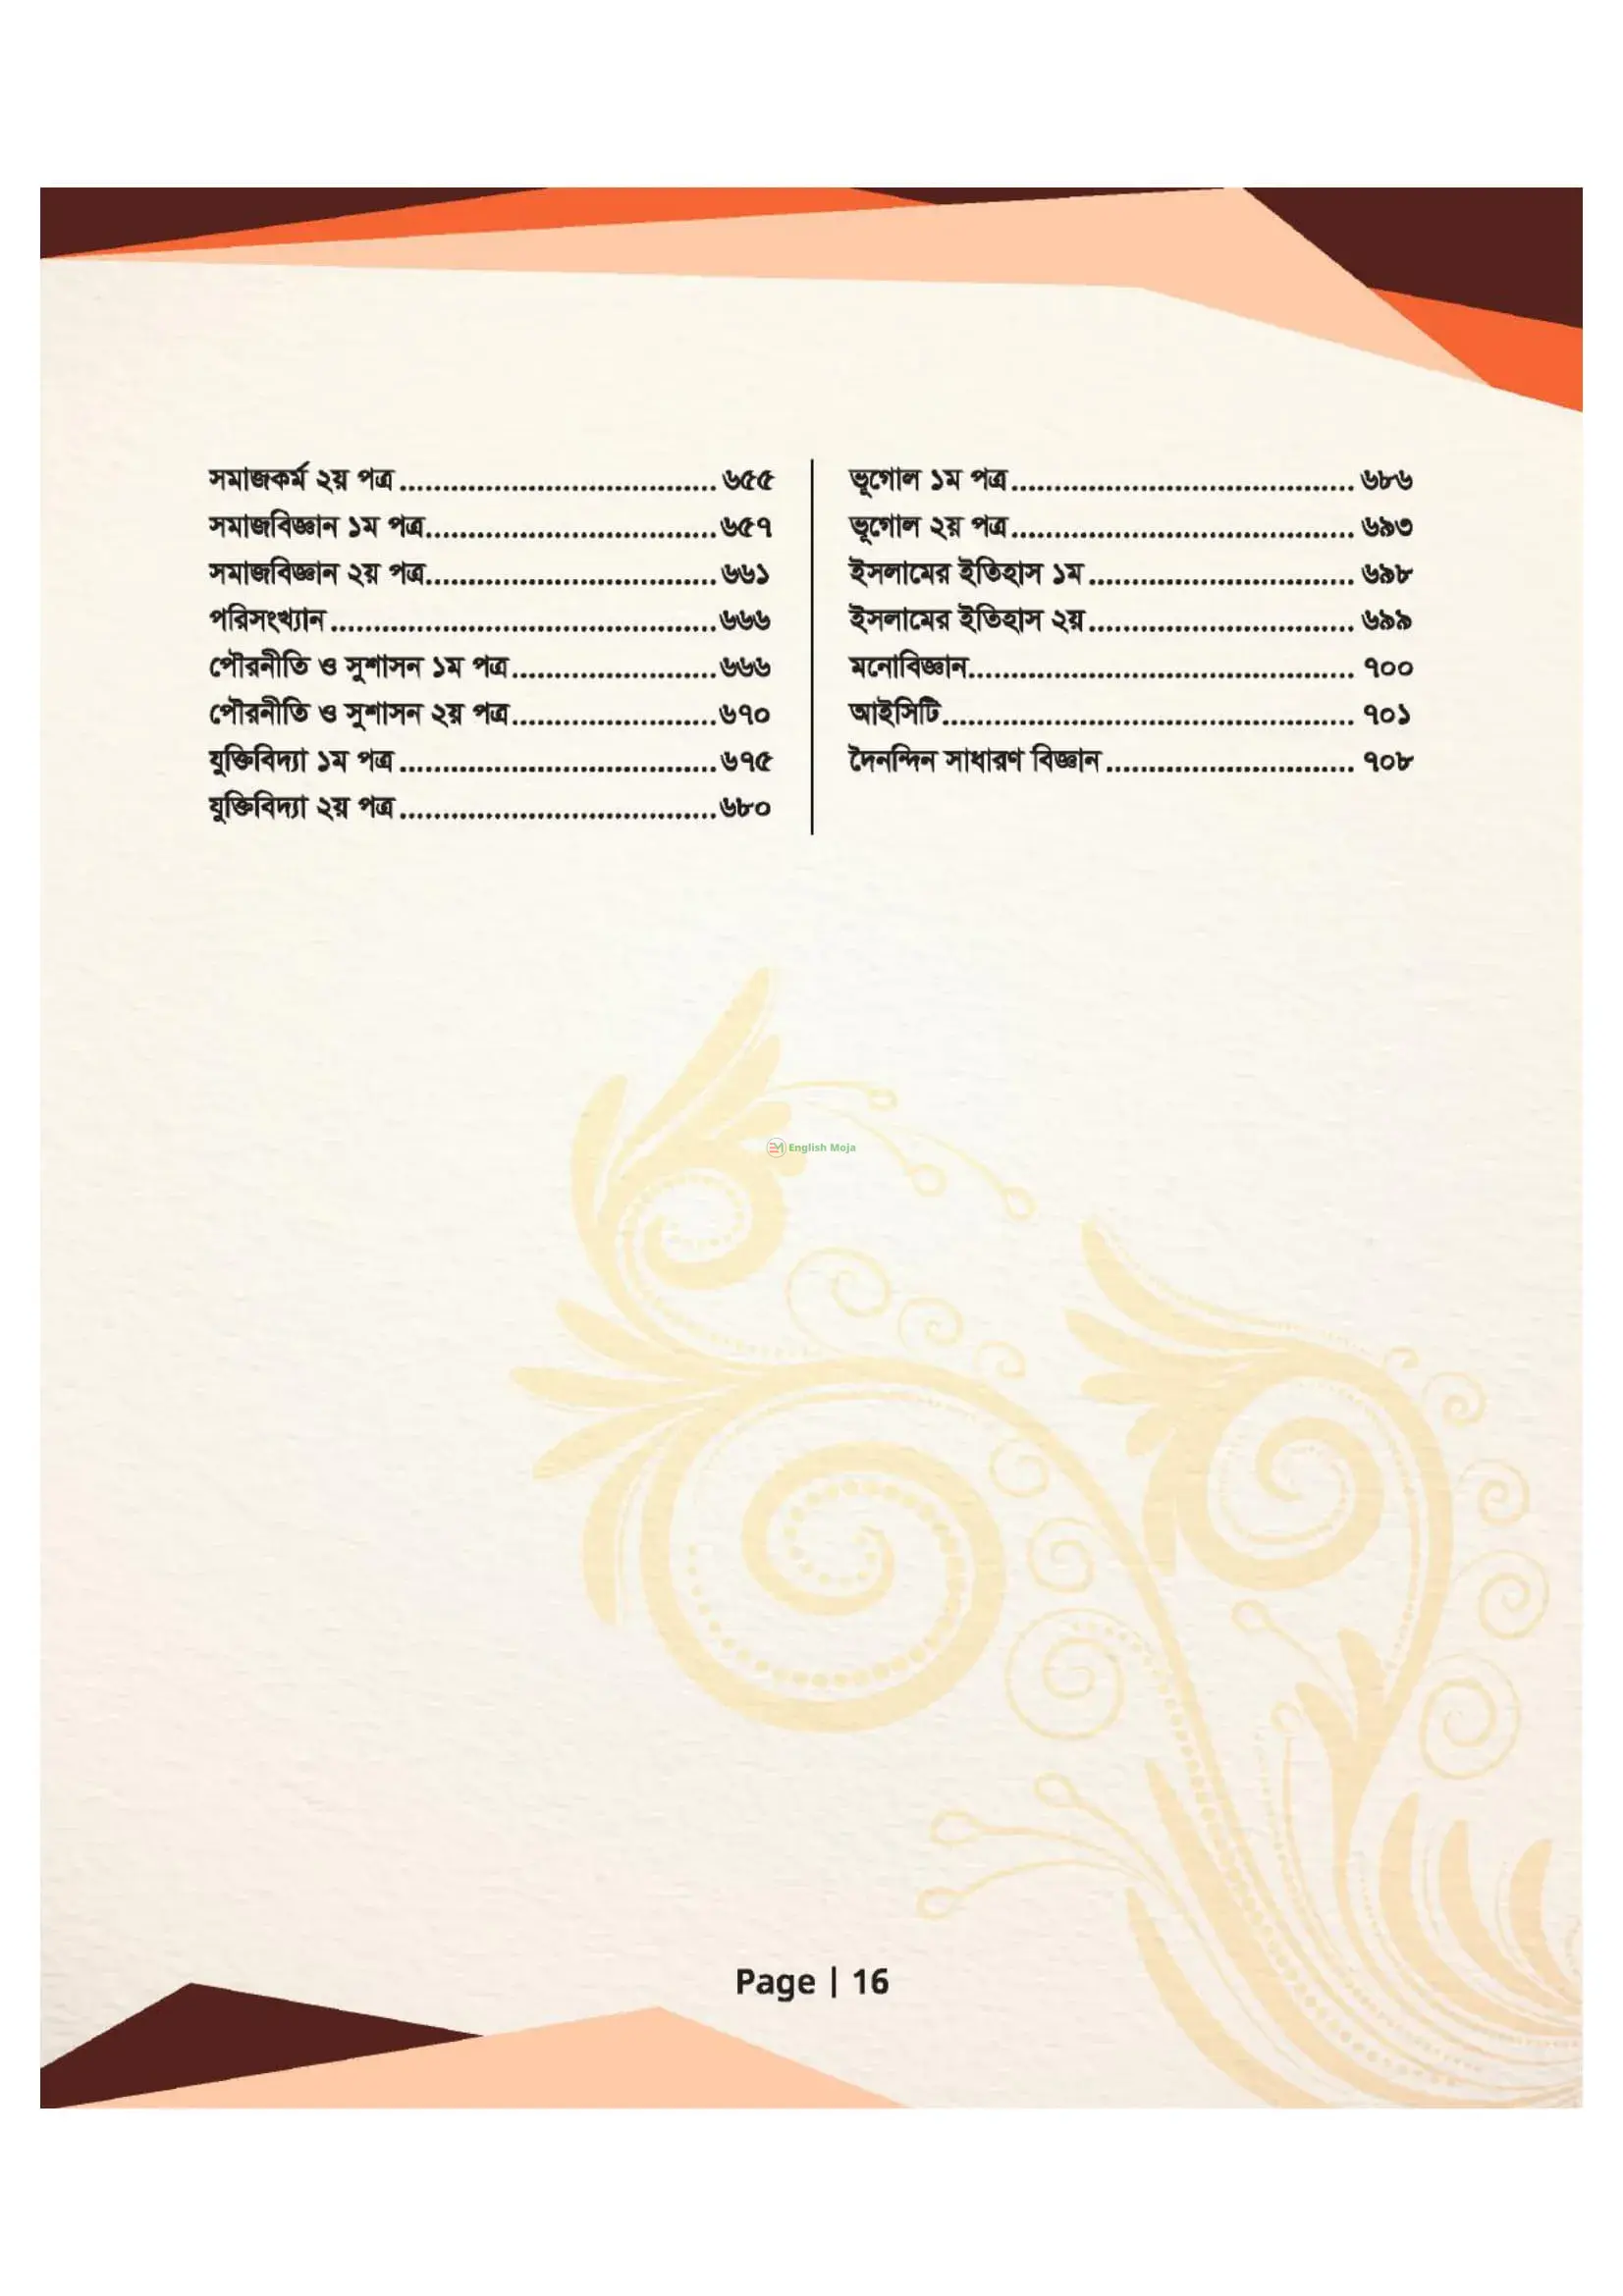 সমাজকর্ম ২য় পত্র ..................................... ৬৫৫
সমাজবিজ্ঞান ১ম পত্র.................................. ৬৫৭
সমাজবিজ্ঞান ২য় পত্র.................................. ৬৬১
পরিসংখ্যান ............................................. ৬৬৬
পৌরনীতি ও সুশাসন ১ম পত্র........................ ৬৬৬
পৌরনীতি ও সুশাসন ২য় পত্র........................ ৬৭০
যুক্তিবিদ্যা ১ম পত্র ..................................... ৬৭৫
যুক্তিবিদ্যা ২য় পত্র ..................................... ৬৮০
ভূগোল ১ম পত্র........................................ ৬৮৬
ভূগোল ২য় পত্র........................................ ৬৯৩
ইসলামের ইতিহাস ১ম ............................... ৬৯৮
ইসলামের ইতিহাস ২য়............................... ৬৯৯
মনোবিজ্ঞান............................................. ৭০০
আইসিটি................................................ ৭০১
দৈনন্দিন সাধারণ বিজ্ঞান ............................. ৭০৮
English Moja
Page | 16